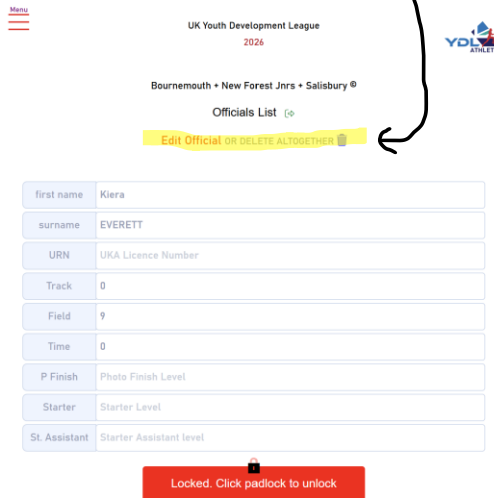 Menu
UK Youth Development League
2026
YDL
ATHLET
Bournemouth + New Forest Jnrs + Salisbury ©
Officials List
Edit Official OR DELETE ALTOGETHER
first name Kiera
surname EVERETT
URN UKA Licence Number
Track 0
Field 9
Time 0
P Finish Photo Finish Level
Starter Starter Level
St. Assistant Starter Assistant level
Locked. Click padlock to unlock